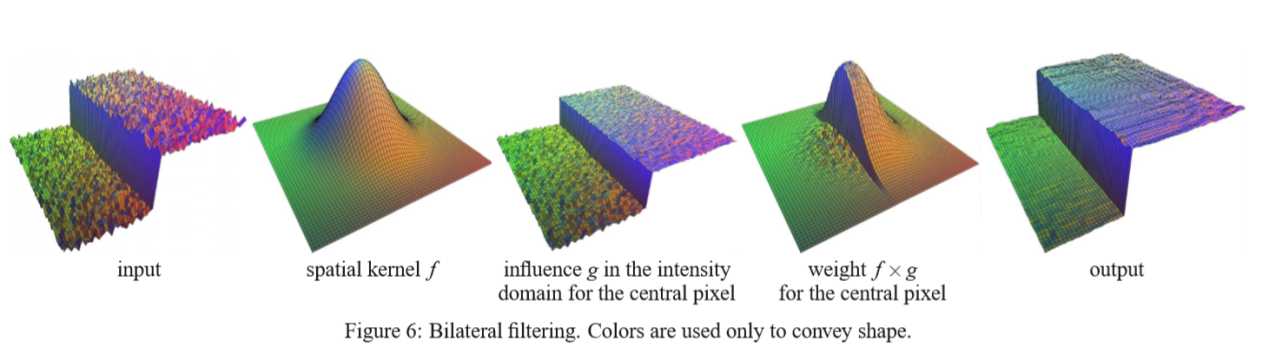 input
spatial kernel f
influence g in the intensity
domain for the central pixel
weight f × g
for the central pixel
output
Figure 6: Bilateral filtering. Colors are used only to convey shape.